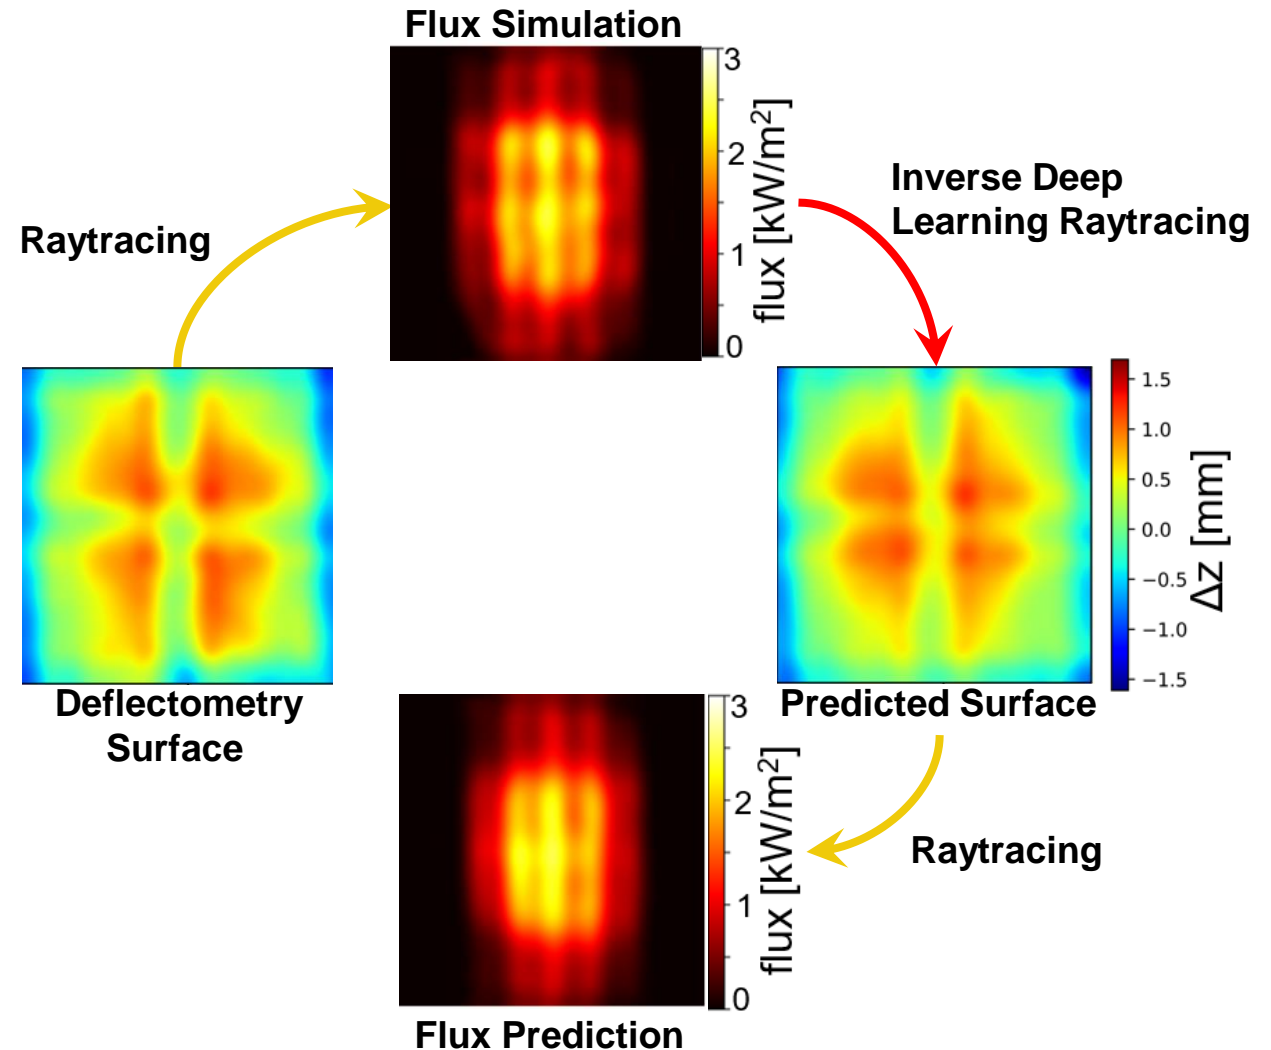 Flux Simulation
3
2
1
0
flux [kW/m²]
Raytracing
Inverse Deep
Learning Raytracing
1.5
1.0
0.5
0.0
−0.5
−1.0
−1.5
Δz [mm]
Deflectometry
Surface
Predicted Surface
3
2
1
0
flux [kW/m²]
Raytracing
Flux Prediction